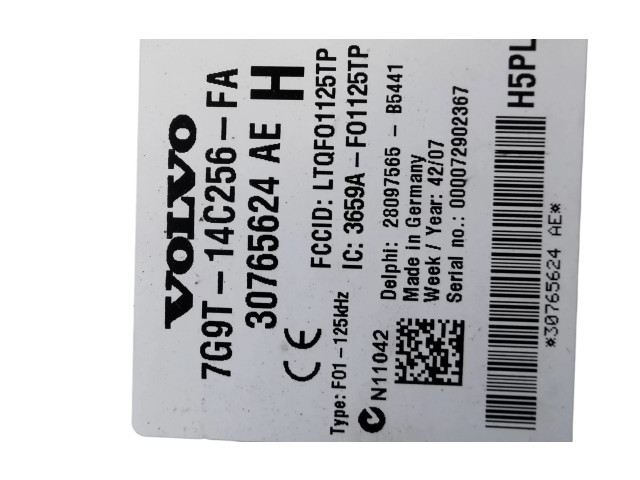 VOLVO
7G9T-14C256-FA
30765624 AE H
FCCID: LTQF01125TP
IC: 3659A-F01125TP
Type: F01-125kHz
N11042
Delphi: 28097565 - B5441
Made in Germany
Week / Year: 42/07
Serial no.: 000072902367
H5PL
*30765624 AE*